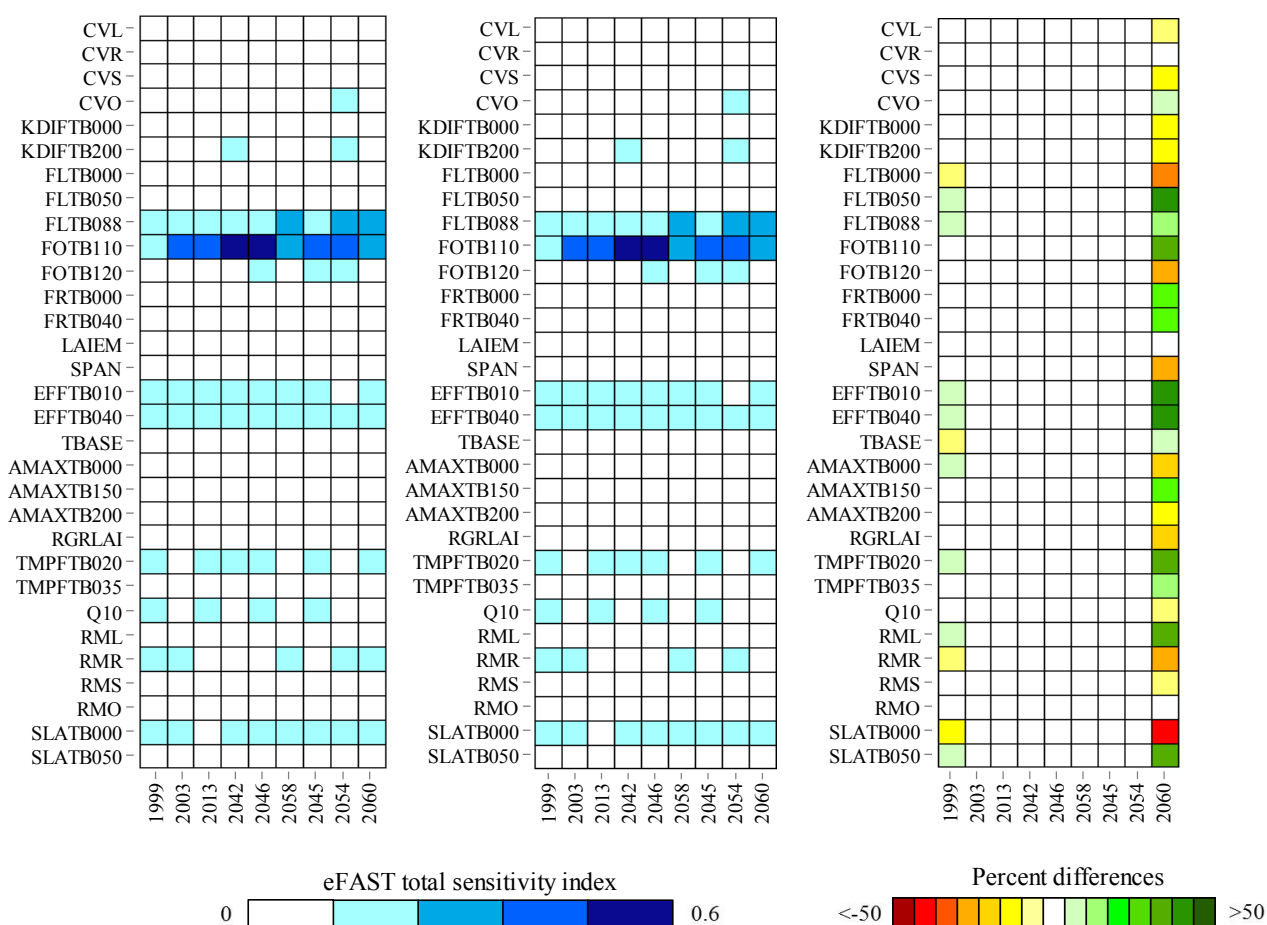 CVL
CVR
CVS
CVO
KDIFTB000
KDIFTB200
FLTB000
FLTB050
FLTB088
FOTB110
FOTB120
FRTB000
FRTB040
LAIEM
SPAN
EFFTB010
EFFTB040
TBASE
AMAXTB000
AMAXTB150
AMAXTB200
RGRLAI
TMPFTB020
TMPFTB035
Q10
RML
RMR
RMS
RMO
SLATB000
SLATB050
1999 2003 2013 2042 2046 2058 2045 2054 2060
CVL
CVR
CVS
CVO
KDIFTB000
KDIFTB200
FLTB000
FLTB050
FLTB088
FOTB110
FOTB120
FRTB000
FRTB040
LAIEM
SPAN
EFFTB010
EFFTB040
TBASE
AMAXTB000
AMAXTB150
AMAXTB200
RGRLAI
TMPFTB020
TMPFTB035
Q10
RML
RMR
RMS
RMO
SLATB000
SLATB050
1999 2003 2013 2042 2046 2058 2045 2054 2060
CVL
CVR
CVS
CVO
KDIFTB000
KDIFTB200
FLTB000
FLTB050
FLTB088
FOTB110
FOTB120
FRTB000
FRTB040
LAIEM
SPAN
EFFTB010
EFFTB040
TBASE
AMAXTB000
AMAXTB150
AMAXTB200
RGRLAI
TMPFTB020
TMPFTB035
Q10
RML
RMR
RMS
RMO
SLATB000
SLATB050
1999 2003 2013 2042 2046 2058 2045 2054 2060
eFAST total sensitivity index
0 0.6
Percent differences
<-50 >50